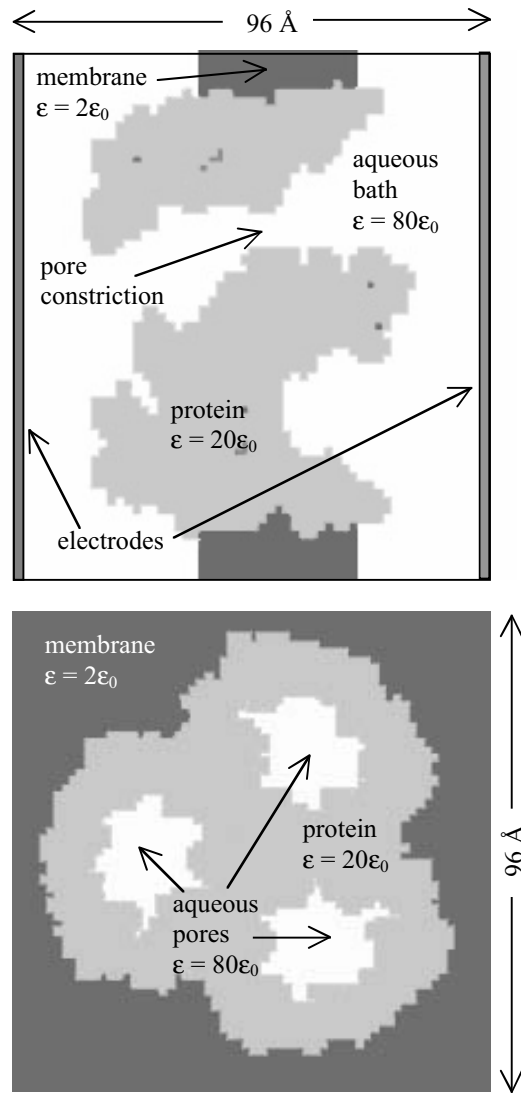 96 Å
membrane
ε = 2ε₀
aqueous
bath
ε = 80ε₀
pore
constriction
protein
ε = 20ε₀
electrodes
membrane
ε = 2ε₀
protein
ε = 20ε₀
aqueous
pores
ε = 80ε₀
96 Å